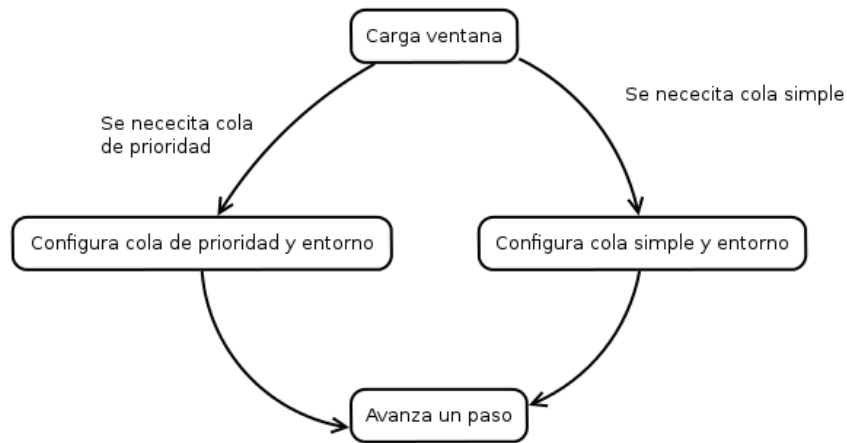 Carga ventana
Se nececita cola simple
Se nececita cola
de prioridad
Configura cola de prioridad y entorno
Configura cola simple y entorno
Avanza un paso